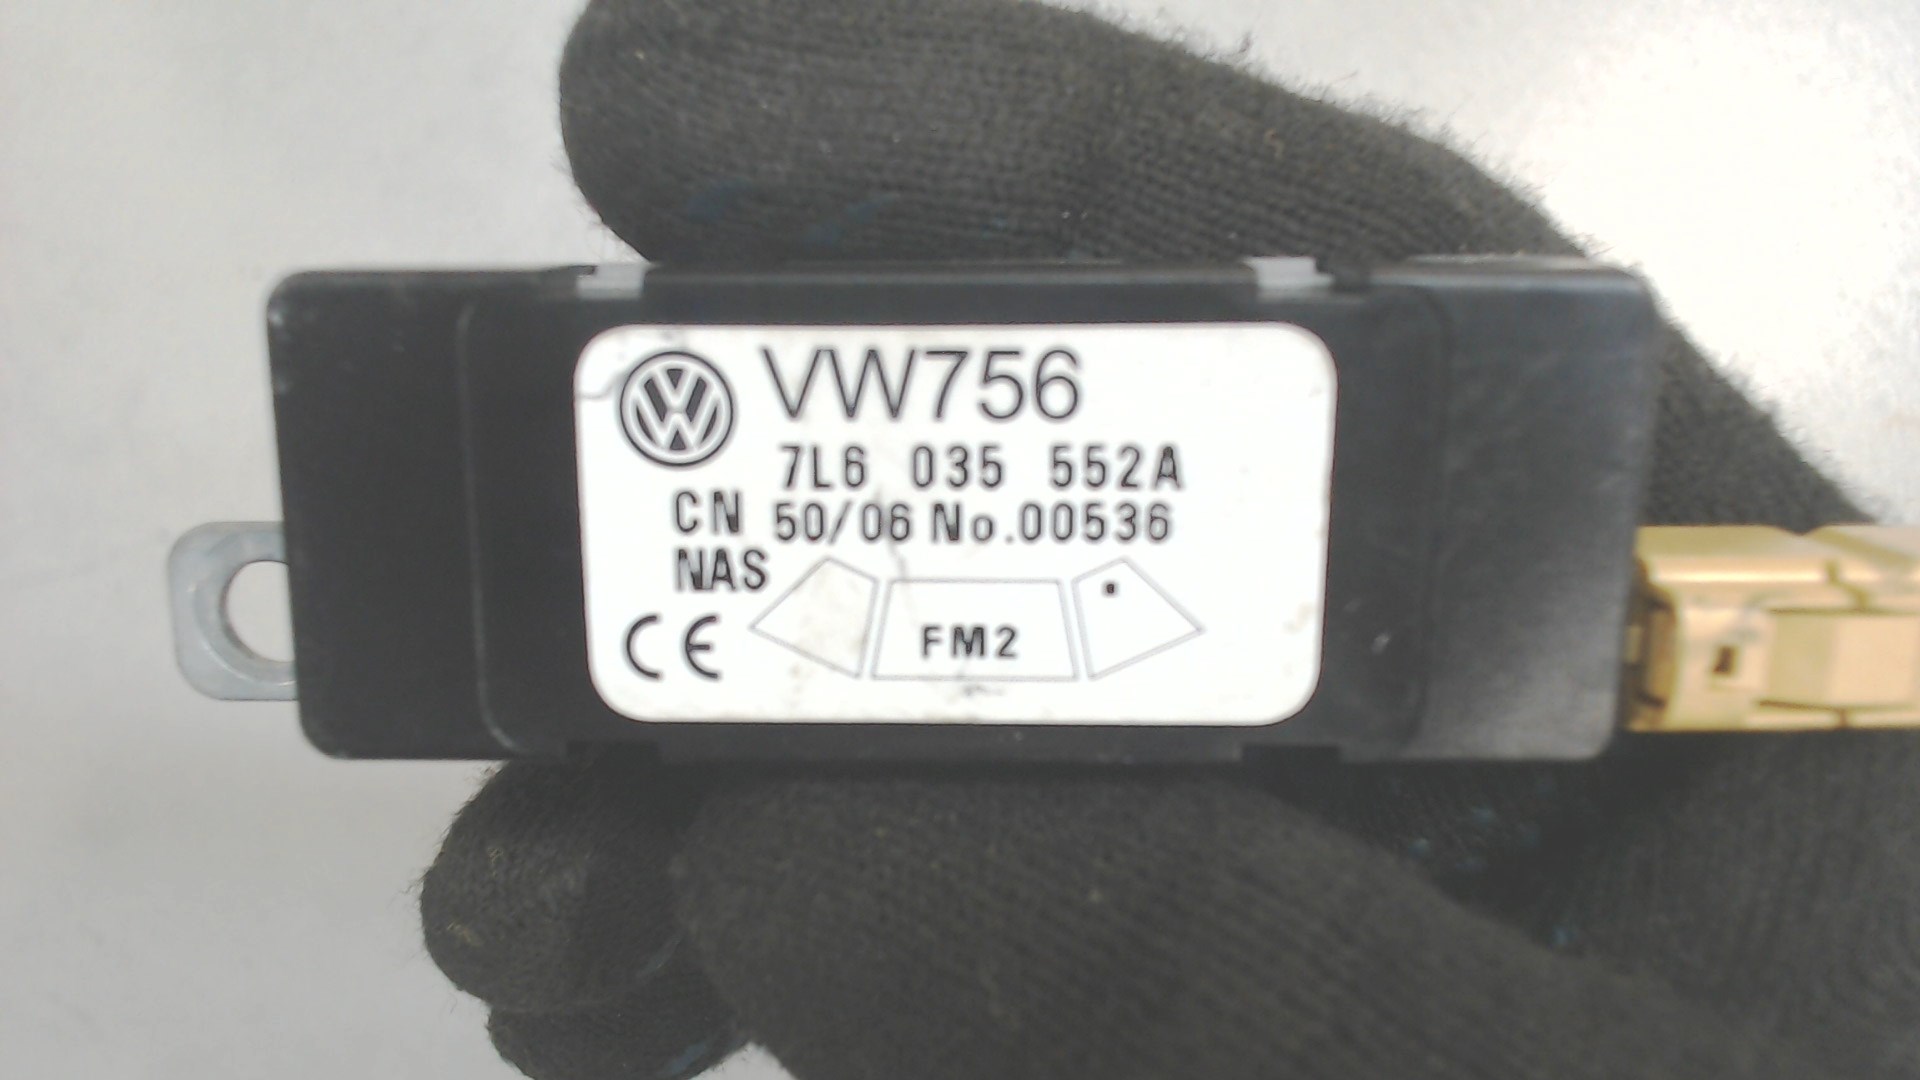 VW756
7L6 035 552A
CN 50/06 No.00536
NAS
CE
FM2